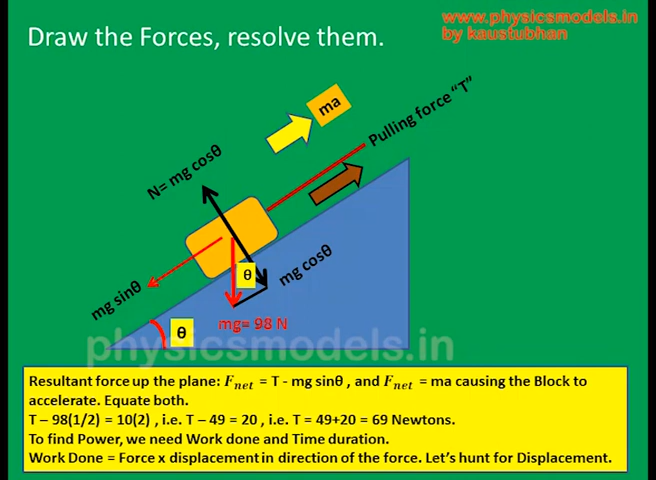 www.physicsmodels.in
by kaustubhan
Draw the Forces, resolve them.
ma
Pulling force “T”
N= mg cosθ
mg sinθ
θ
mg cosθ
θ
mg= 98 N
physicsmodels.in
Resultant force up the plane: Fnet = T - mg sinθ , and Fnet = ma causing the Block to
accelerate. Equate both.
T – 98(1/2) = 10(2) , i.e. T – 49 = 20 , i.e. T = 49+20 = 69 Newtons.
To find Power, we need Work done and Time duration.
Work Done = Force x displacement in direction of the force. Let’s hunt for Displacement.